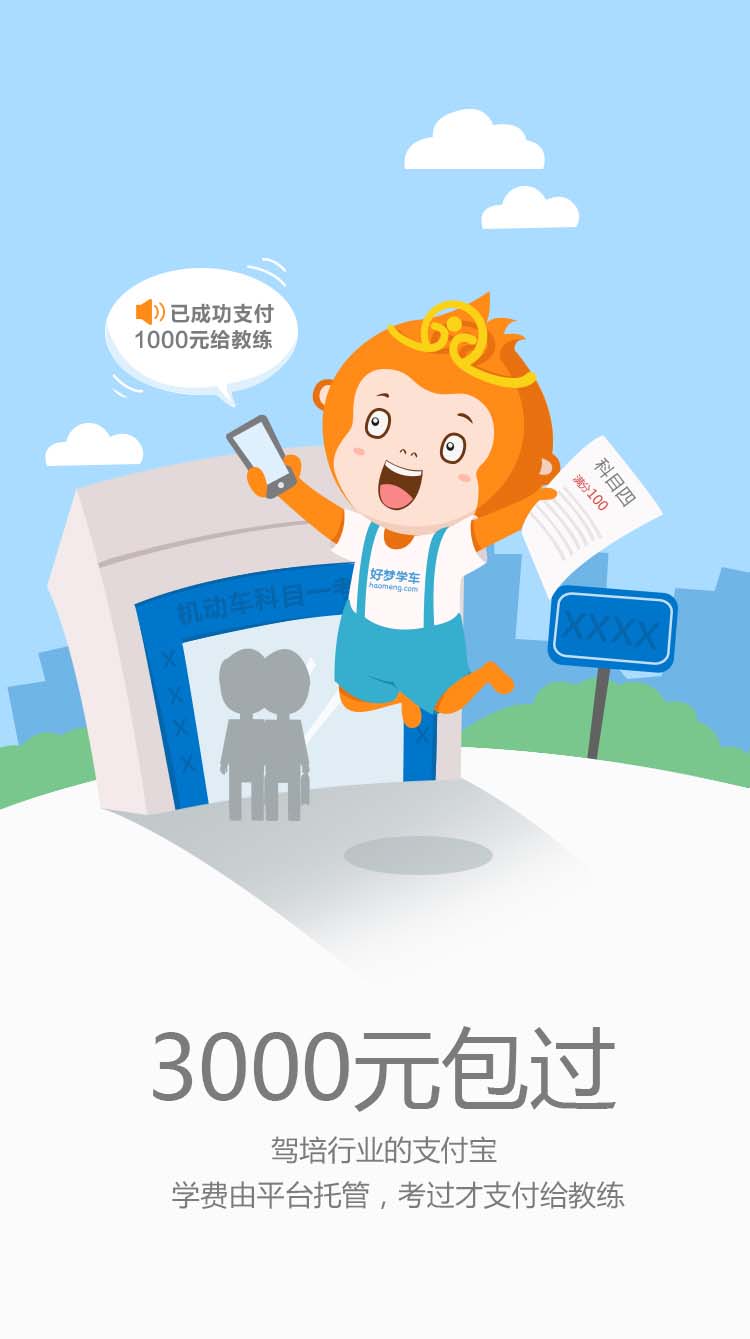 已成功支付
1000元给教练
科目四
满分100
好梦学车
haomeng.com
机动车科目一考
X
X
X
X
X
XXXX
3000元包过
驾培行业的支付宝
学费由平台托管，考过才支付给教练